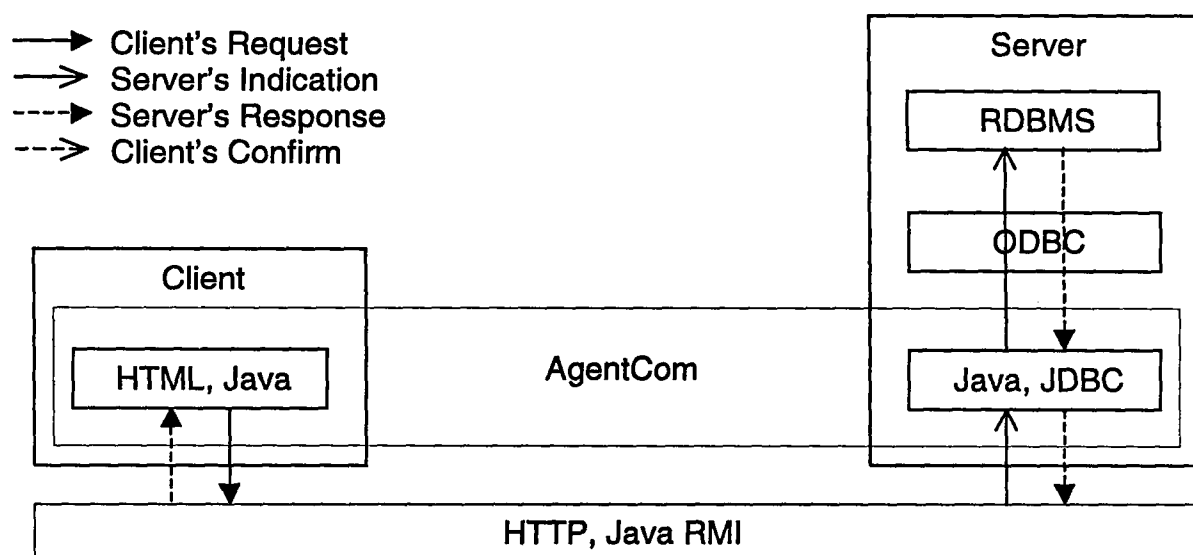 Client's Request
Server's Indication
Server's Response
Client's Confirm
Server
RDBMS
ODBC
Client
HTML, Java
AgentCom
Java, JDBC
HTTP, Java RMI